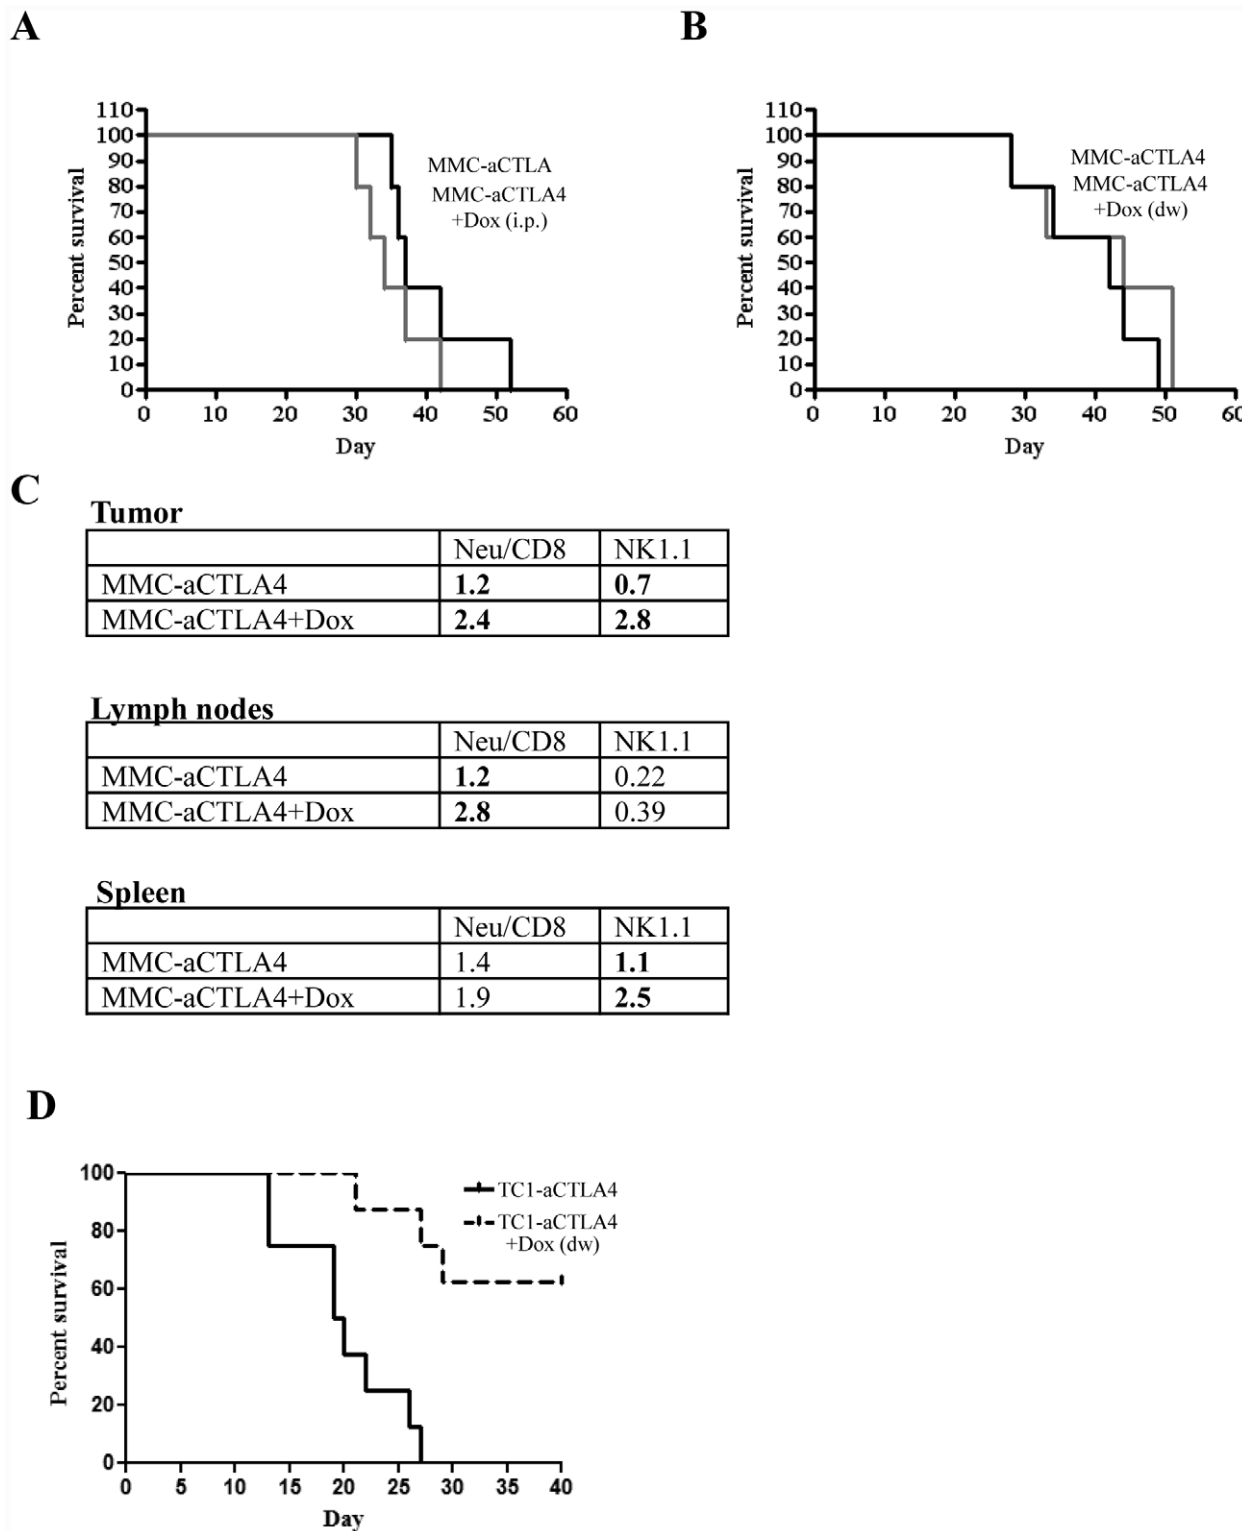 A
B
110
100
90
80
70
60
50
40
30
20
10
0
Percent survival
0 10 20 30 40 50 60
Day
MMC-aCTLA
MMC-aCTLA4
+Dox (i.p.)
110
100
90
80
70
60
50
40
30
20
10
0
Percent survival
0 10 20 30 40 50 60
Day
MMC-aCTLA4
MMC-aCTLA4
+Dox (dw)
C
Tumor
Neu/CD8 NK1.1
MMC-aCTLA4 1.2 0.7
MMC-aCTLA4+Dox 2.4 2.8
Lymph nodes
Neu/CD8 NK1.1
MMC-aCTLA4 1.2 0.22
MMC-aCTLA4+Dox 2.8 0.39
Spleen
Neu/CD8 NK1.1
MMC-aCTLA4 1.4 1.1
MMC-aCTLA4+Dox 1.9 2.5
D
100
80
60
40
20
0
Percent survival
0 5 10 15 20 25 30 35 40
Day
TC1-aCTLA4
TC1-aCTLA4
+Dox (dw)